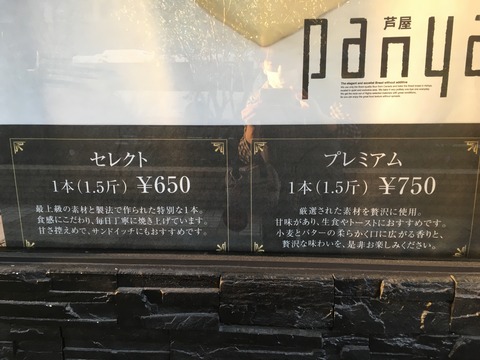 芦屋
panya
The elegant and excellent Bread without additive
セレクト
1本(1.5斤) ¥650
最上級の素材と製法で作られた特別な1本。
食感にこだわり、毎日丁寧に焼き上げています。
甘さ控えめで、サンドイッチにもおすすめです。
プレミアム
1本(1.5斤) ¥750
厳選された素材を贅沢に使用。
甘味があり、生食やトーストにおすすめです。
小麦とバターの柔らかく口に広がる香りと、
贅沢な味わいを、是非お楽しみください。